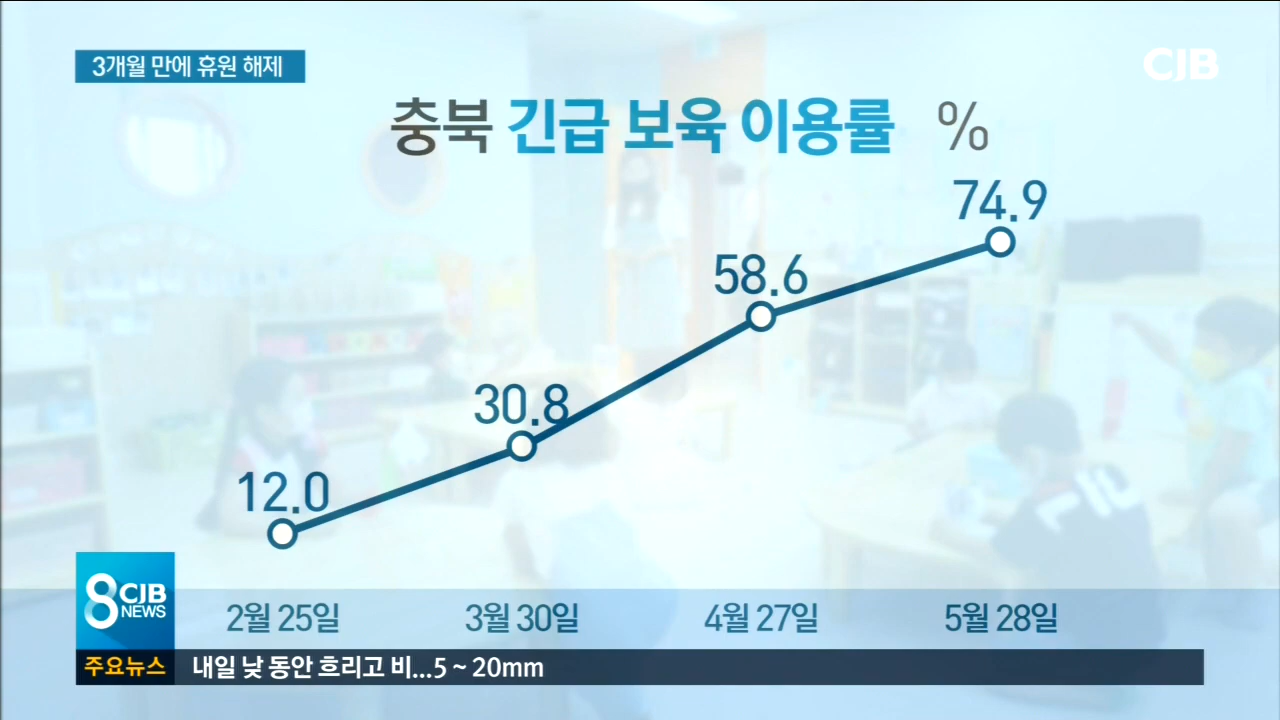 3개월 만에 휴원 해제
CJB
충북 긴급 보육 이용률 %
74.9
58.6
30.8
12.0
8 CJB NEWS
2월 25일 3월 30일 4월 27일 5월 28일
주요뉴스 내일 낮 동안 흐리고 비...5 ~ 20mm